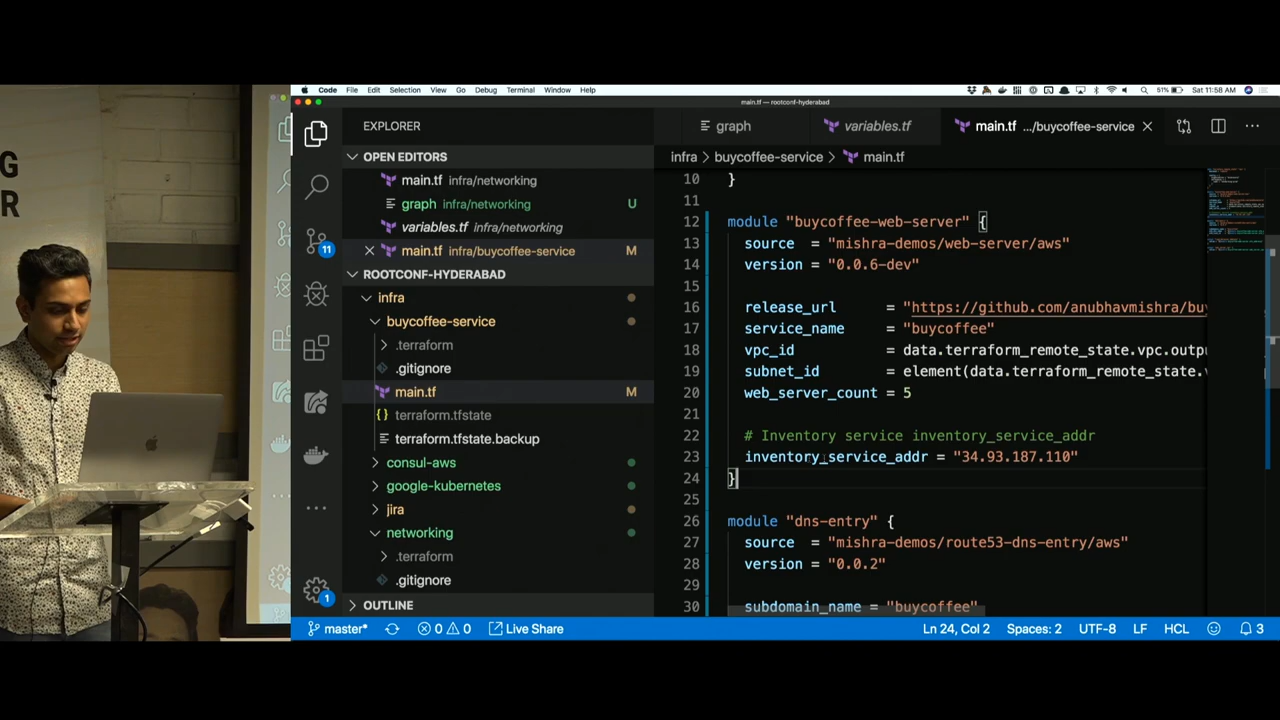 G
R
Code File Edit Selection View Go Debug Terminal Window Help
51% Sat 11:58 AM
main.tf — rootconf-hyderabad
EXPLORER
OPEN EDITORS
main.tf infra/networking
graph infra/networking U
variables.tf infra/networking
main.tf infra/buycoffee-service M
ROOTCONF-HYDERABAD
infra
buycoffee-service
.terraform
.gitignore
main.tf M
terraform.tfstate
terraform.tfstate.backup
consul-aws
google-kubernetes
jira
networking
.terraform
.gitignore
OUTLINE
11
1
graph
variables.tf
main.tf .../buycoffee-service
infra > buycoffee-service > main.tf
10 }
11
12 module "buycoffee-web-server" {
13 source = "mishra-demos/web-server/aws"
14 version = "0.0.6-dev"
15
16 release_url = "https://github.com/anubhavmishra/buy
17 service_name = "buycoffee"
18 vpc_id = data.terraform_remote_state.vpc.outpu
19 subnet_id = element(data.terraform_remote_state.v
20 web_server_count = 5
21
22 # Inventory service inventory_service_addr
23 inventory_service_addr = "34.93.187.110"
24 }
25
26 module "dns-entry" {
27 source = "mishra-demos/route53-dns-entry/aws"
28 version = "0.0.2"
29
30 subdomain_name = "buycoffee"
master* 0 0 Live Share Ln 24, Col 2 Spaces: 2 UTF-8 LF HCL 3